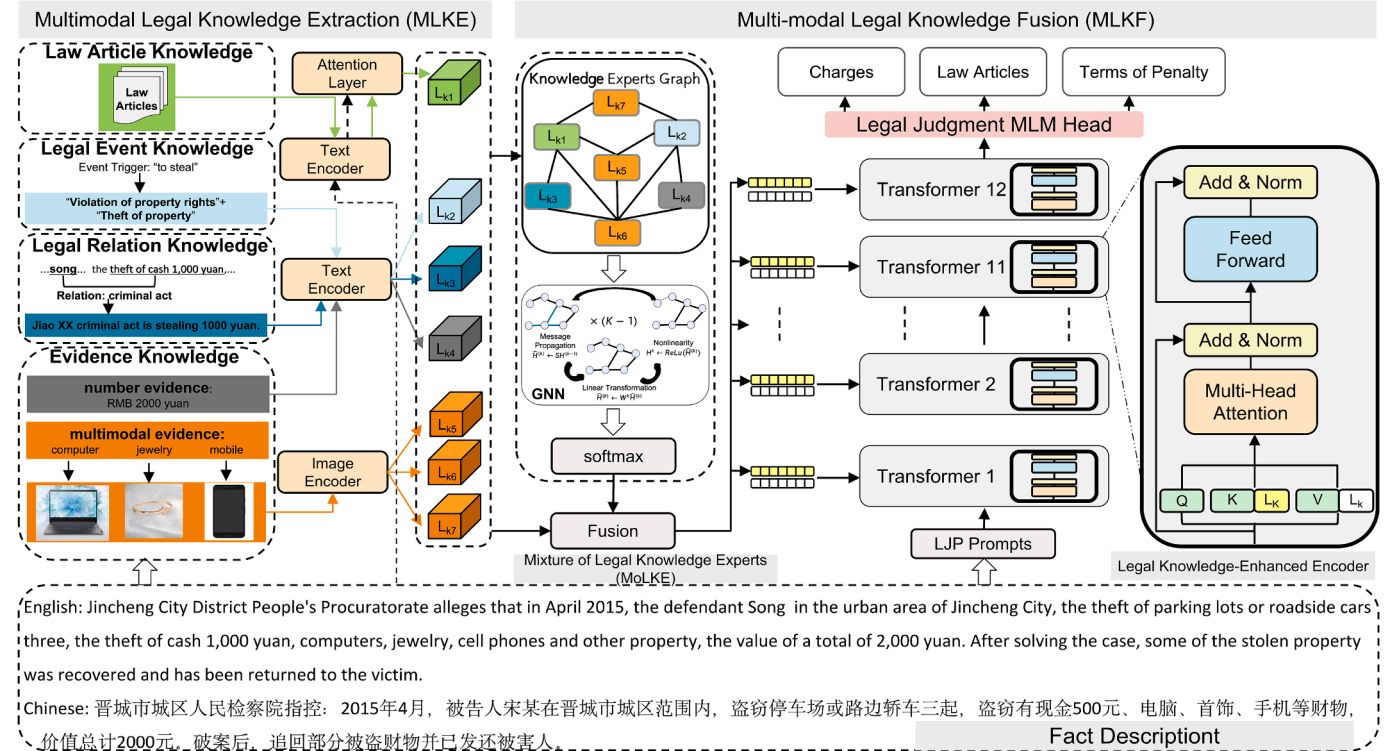 Multimodal Legal Knowledge Extraction (MLKE)
Multi-modal Legal Knowledge Fusion (MLKF)
Law Article Knowledge
Law
Articles
Legal Event Knowledge
Event Trigger: “to steal”
“Violation of property rights”+
“Theft of property”
Legal Relation Knowledge
...song... the theft of cash 1,000 yuan,...
Relation: criminal act
Jiao XX criminal act is stealing 1000 yuan.
Evidence Knowledge
number evidence:
RMB 2000 yuan
multimodal evidence:
computer jewelry mobile
Attention
Layer
Text
Encoder
Text
Encoder
Image
Encoder
Lk1
Lk2
Lk3
Lk4
Lk5
Lk6
Lk7
Knowledge Experts Graph
Lk7
Lk1
Lk2
Lk5
Lk3
Lk4
Lk6
× (K − 1)
Message
Propagation
H̄⁽ᵏ⁾ ← SH⁽ᵏ⁻¹⁾
Nonlinearity
Hᵏ ← ReLu(H̄⁽ᵏ⁾)
Linear Transformation
H̄⁽ᵏ⁾ ← WᵏH̄⁽ᵏ⁾
GNN
softmax
Fusion
Mixture of Legal Knowledge Experts
(MoLKE)
Charges
Law Articles
Terms of Penalty
Legal Judgment MLM Head
Transformer 12
Transformer 11
Transformer 2
Transformer 1
LJP Prompts
Add & Norm
Feed
Forward
Add & Norm
Multi-Head
Attention
Q
K
LK
V
Lk
Legal Knowledge-Enhanced Encoder
English: Jincheng City District People's Procuratorate alleges that in April 2015, the defendant Song in the urban area of Jincheng City, the theft of parking lots or roadside cars
three, the theft of cash 1,000 yuan, computers, jewelry, cell phones and other property, the value of a total of 2,000 yuan. After solving the case, some of the stolen property
was recovered and has been returned to the victim.
Chinese: 晋城市城区人民检察院指控：2015年4月，被告人宋某在晋城市城区范围内，盗窃停车场或路边轿车三起，盗窃有现金500元、电脑、首饰、手机等财物，
价值总计2000元。破案后，追回部分被盗财物并已发还被害人。
Fact Descriptiont